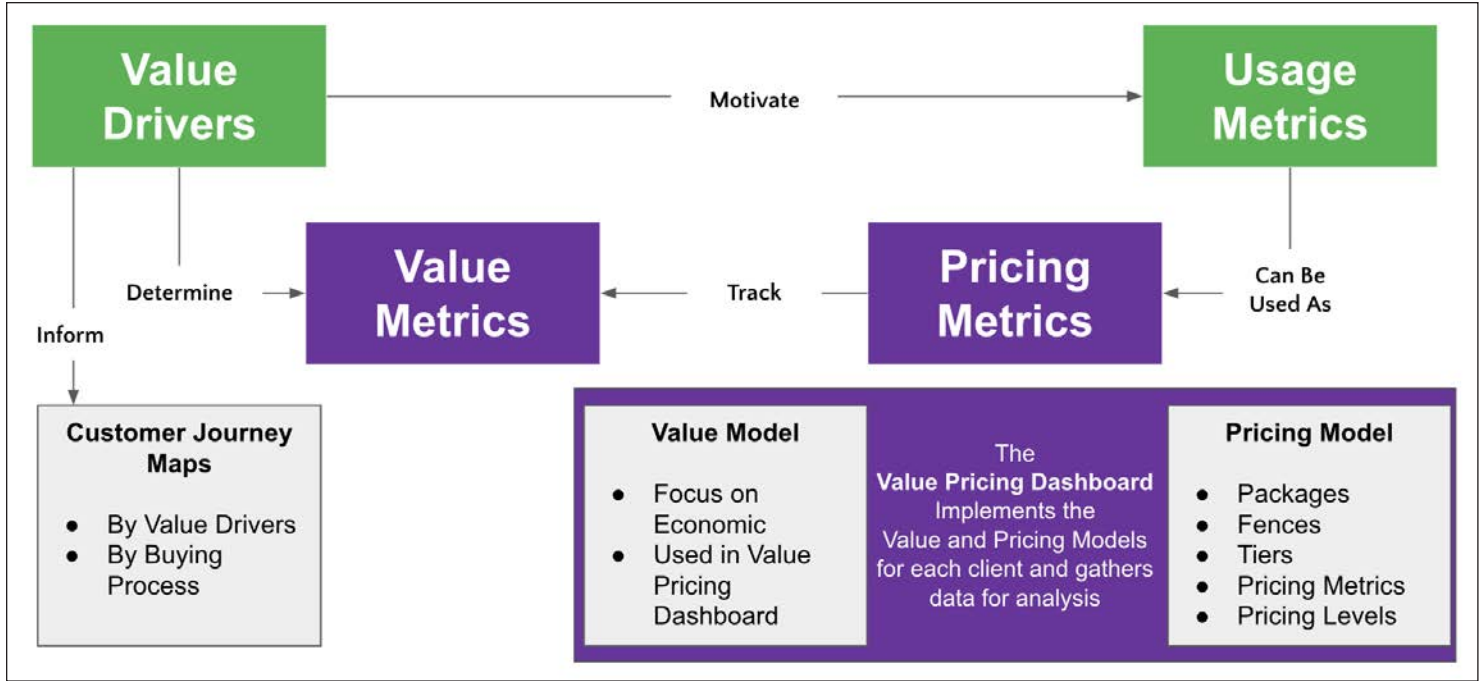 Value
Drivers
Motivate
Usage
Metrics
Determine
Value
Metrics
Track
Pricing
Metrics
Can Be
Used As
Inform
Customer Journey
Maps
● By Value Drivers
● By Buying
Process
Value Model
● Focus on
Economic
● Used in Value
Pricing
Dashboard
The
Value Pricing Dashboard
Implements the
Value and Pricing Models
for each client and gathers
data for analysis
Pricing Model
● Packages
● Fences
● Tiers
● Pricing Metrics
● Pricing Levels